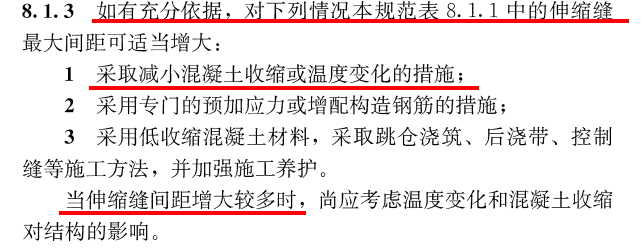 8.1.3 如有充分依据，对下列情况本规范表 8.1.1 中的伸缩缝
最大间距可适当增大：
1 采取减小混凝土收缩或温度变化的措施；
2 采用专门的预加应力或增配构造钢筋的措施；
3 采用低收缩混凝土材料，采取跳仓浇筑、后浇带、控制
缝等施工方法，并加强施工养护。
当伸缩缝间距增大较多时，尚应考虑温度变化和混凝土收缩
对结构的影响。